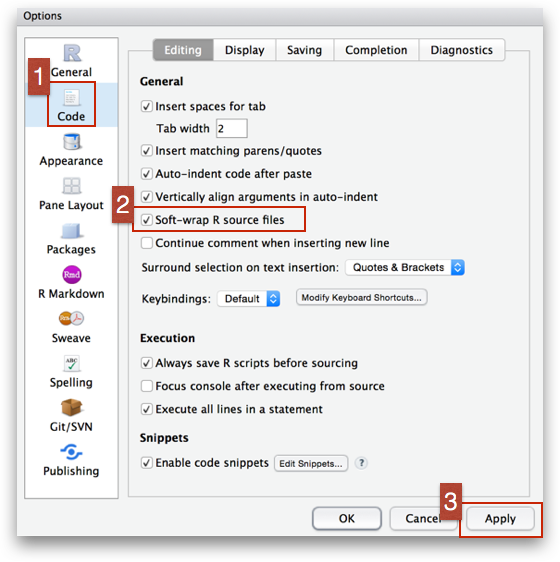 Options
1
R
General
Code
Appearance
Pane Layout
Packages
Rmd
R Markdown
Rnw
Sweave
ABC
Spelling
Git/SVN
Publishing
Editing Display Saving Completion Diagnostics
General
Insert spaces for tab
Tab width 2
Insert matching parens/quotes
Auto-indent code after paste
Vertically align arguments in auto-indent
2
Soft-wrap R source files
Continue comment when inserting new line
Surround selection on text insertion: Quotes & Brackets
Keybindings: Default Modify Keyboard Shortcuts...
Execution
Always save R scripts before sourcing
Focus console after executing from source
Execute all lines in a statement
Snippets
Enable code snippets Edit Snippets... ?
3
OK Cancel Apply